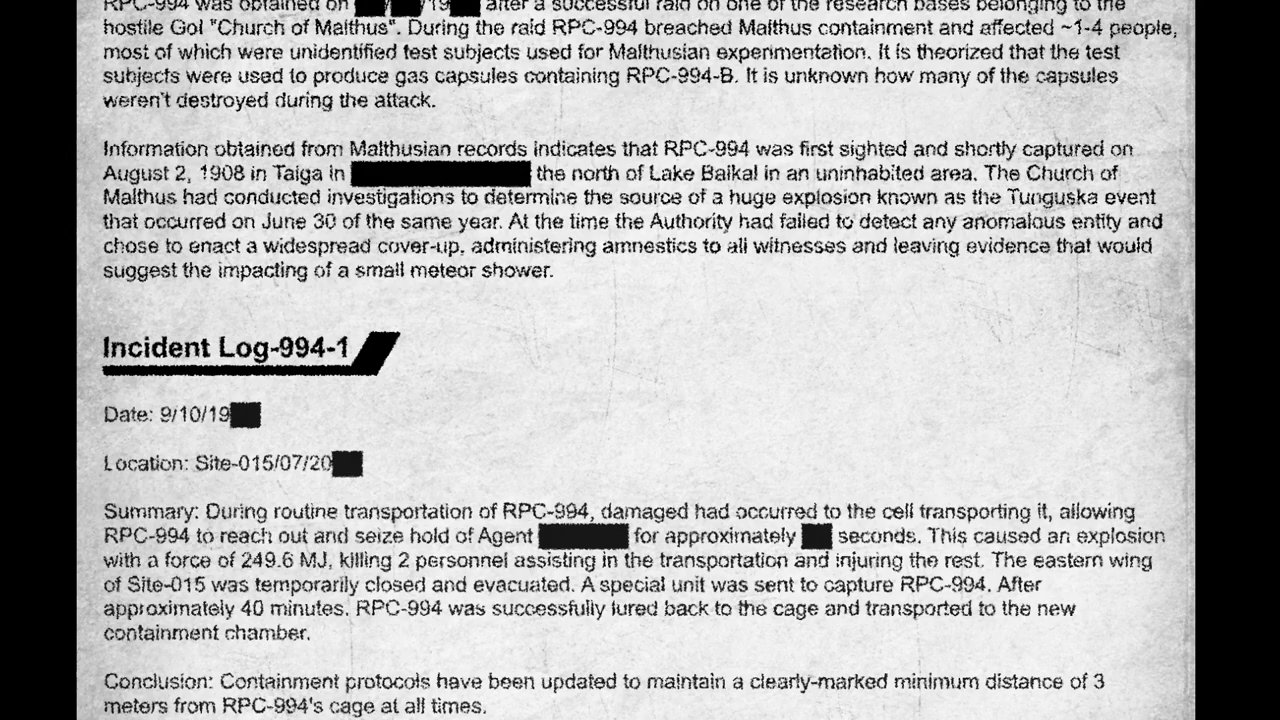 RPC-994 was obtained on /19 after a successful raid on one of the research bases belonging to the
hostile GoI "Church of Malthus". During the raid RPC-994 breached Malthus containment and affected ~1-4 people,
most of which were unidentified test subjects used for Malthusian experimentation. It is theorized that the test
subjects were used to produce gas capsules containing RPC-994-B. It is unknown how many of the capsules
weren't destroyed during the attack.
Information obtained from Malthusian records indicates that RPC-994 was first sighted and shortly captured on
August 2, 1908 in Taiga in the north of Lake Baikal in an uninhabited area. The Church of
Malthus had conducted investigations to determine the source of a huge explosion known as the Tunguska event
that occurred on June 30 of the same year. At the time the Authority had failed to detect any anomalous entity and
chose to enact a widespread cover-up, administering amnestics to all witnesses and leaving evidence that would
suggest the impacting of a small meteor shower.
Incident Log-994-1
Date: 9/10/19
Location: Site-015/07/20
Summary: During routine transportation of RPC-994, damaged had occurred to the cell transporting it, allowing
RPC-994 to reach out and seize hold of Agent for approximately seconds. This caused an explosion
with a force of 249.6 MJ, killing 2 personnel assisting in the transportation and injuring the rest. The eastern wing
of Site-015 was temporarily closed and evacuated. A special unit was sent to capture RPC-994. After
approximately 40 minutes, RPC-994 was successfully lured back to the cage and transported to the new
containment chamber.
Conclusion: Containment protocols have been updated to maintain a clearly-marked minimum distance of 3
meters from RPC-994's cage at all times.